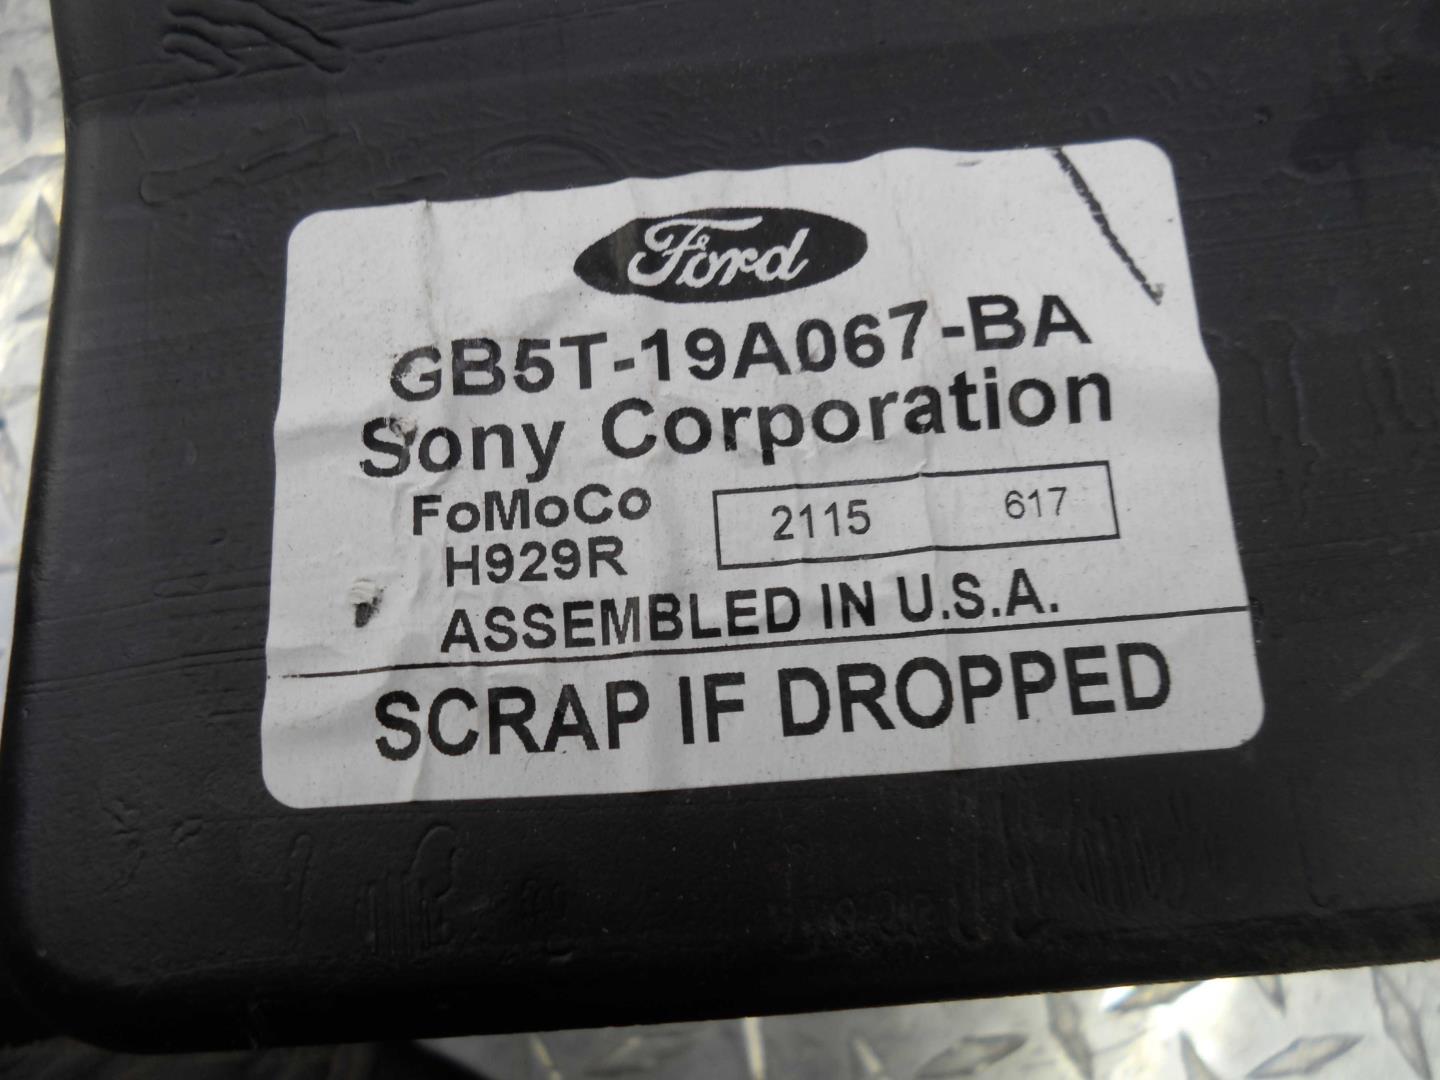 Ford
GB5T-19A067-BA
Sony Corporation
FoMoCo
H929R
2115 617
ASSEMBLED IN U.S.A.
SCRAP IF DROPPED